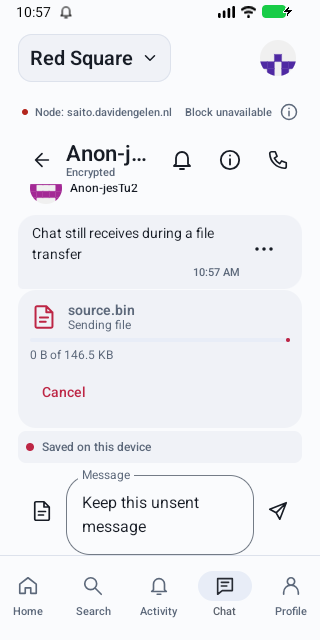 10:57
Red Square
Node: saito.davidengelen.nl Block unavailable
Anon-j...
Encrypted
Anon-jesTu2
Chat still receives during a file
transfer
10:57 AM
source.bin
Sending file
0 B of 146.5 KB
Cancel
Saved on this device
Message
Keep this unsent
message
Home Search Activity Chat Profile